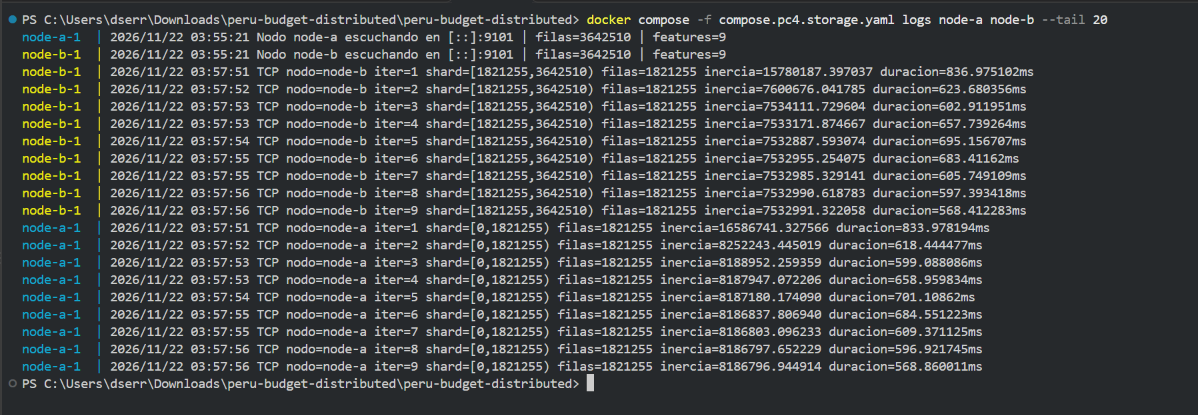 PS C:\Users\dserr\Downloads\peru-budget-distributed\peru-budget-distributed> docker compose -f compose.pc4.storage.yaml logs node-a node-b --tail 20
node-a-1 | 2026/11/22 03:55:21 Nodo node-a escuchando en [::]:9101 | filas=3642510 | features=9
node-b-1 | 2026/11/22 03:55:21 Nodo node-b escuchando en [::]:9101 | filas=3642510 | features=9
node-b-1 | 2026/11/22 03:57:51 TCP nodo=node-b iter=1 shard=[1821255,3642510) filas=1821255 inercia=15780187.397037 duracion=836.975102ms
node-b-1 | 2026/11/22 03:57:52 TCP nodo=node-b iter=2 shard=[1821255,3642510) filas=1821255 inercia=7600676.041785 duracion=623.680356ms
node-b-1 | 2026/11/22 03:57:53 TCP nodo=node-b iter=3 shard=[1821255,3642510) filas=1821255 inercia=7534111.729604 duracion=602.911951ms
node-b-1 | 2026/11/22 03:57:53 TCP nodo=node-b iter=4 shard=[1821255,3642510) filas=1821255 inercia=7533171.874667 duracion=657.739264ms
node-b-1 | 2026/11/22 03:57:54 TCP nodo=node-b iter=5 shard=[1821255,3642510) filas=1821255 inercia=7532887.593074 duracion=695.156707ms
node-b-1 | 2026/11/22 03:57:55 TCP nodo=node-b iter=6 shard=[1821255,3642510) filas=1821255 inercia=7532955.254075 duracion=683.41162ms
node-b-1 | 2026/11/22 03:57:55 TCP nodo=node-b iter=7 shard=[1821255,3642510) filas=1821255 inercia=7532985.329141 duracion=605.749109ms
node-b-1 | 2026/11/22 03:57:56 TCP nodo=node-b iter=8 shard=[1821255,3642510) filas=1821255 inercia=7532990.618783 duracion=597.393418ms
node-b-1 | 2026/11/22 03:57:56 TCP nodo=node-b iter=9 shard=[1821255,3642510) filas=1821255 inercia=7532991.322058 duracion=568.412283ms
node-a-1 | 2026/11/22 03:57:51 TCP nodo=node-a iter=1 shard=[0,1821255) filas=1821255 inercia=16586741.327566 duracion=833.978194ms
node-a-1 | 2026/11/22 03:57:52 TCP nodo=node-a iter=2 shard=[0,1821255) filas=1821255 inercia=8252243.445019 duracion=618.444477ms
node-a-1 | 2026/11/22 03:57:53 TCP nodo=node-a iter=3 shard=[0,1821255) filas=1821255 inercia=8188952.259359 duracion=599.088086ms
node-a-1 | 2026/11/22 03:57:53 TCP nodo=node-a iter=4 shard=[0,1821255) filas=1821255 inercia=8187947.072206 duracion=658.959834ms
node-a-1 | 2026/11/22 03:57:54 TCP nodo=node-a iter=5 shard=[0,1821255) filas=1821255 inercia=8187180.174090 duracion=701.10862ms
node-a-1 | 2026/11/22 03:57:55 TCP nodo=node-a iter=6 shard=[0,1821255) filas=1821255 inercia=8186837.806940 duracion=684.551223ms
node-a-1 | 2026/11/22 03:57:55 TCP nodo=node-a iter=7 shard=[0,1821255) filas=1821255 inercia=8186803.096233 duracion=609.371125ms
node-a-1 | 2026/11/22 03:57:56 TCP nodo=node-a iter=8 shard=[0,1821255) filas=1821255 inercia=8186797.652229 duracion=596.921745ms
node-a-1 | 2026/11/22 03:57:56 TCP nodo=node-a iter=9 shard=[0,1821255) filas=1821255 inercia=8186796.944914 duracion=568.860011ms
PS C:\Users\dserr\Downloads\peru-budget-distributed\peru-budget-distributed>